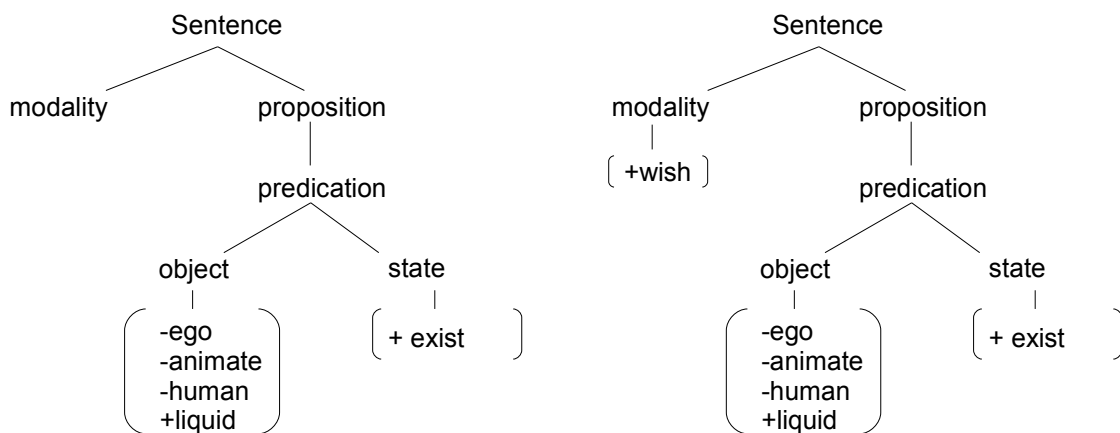 Sentence
modality proposition
predication
object state
-ego
-animate
-human
+liquid
+ exist
Sentence
modality proposition
+wish
predication
object state
-ego
-animate
-human
+liquid
+ exist